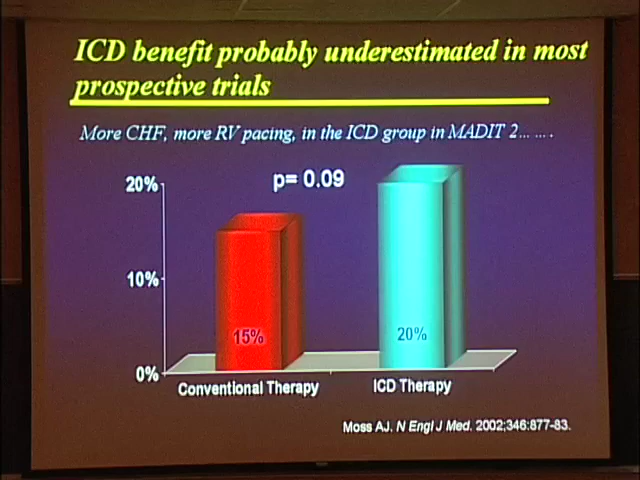 ICD benefit probably underestimated in most
prospective trials
More CHF, more RV pacing, in the ICD group in MADIT 2... ... .
p= 0.09
20%
10%
0%
15%
20%
Conventional Therapy
ICD Therapy
Moss AJ. N Engl J Med. 2002;346:877-83.